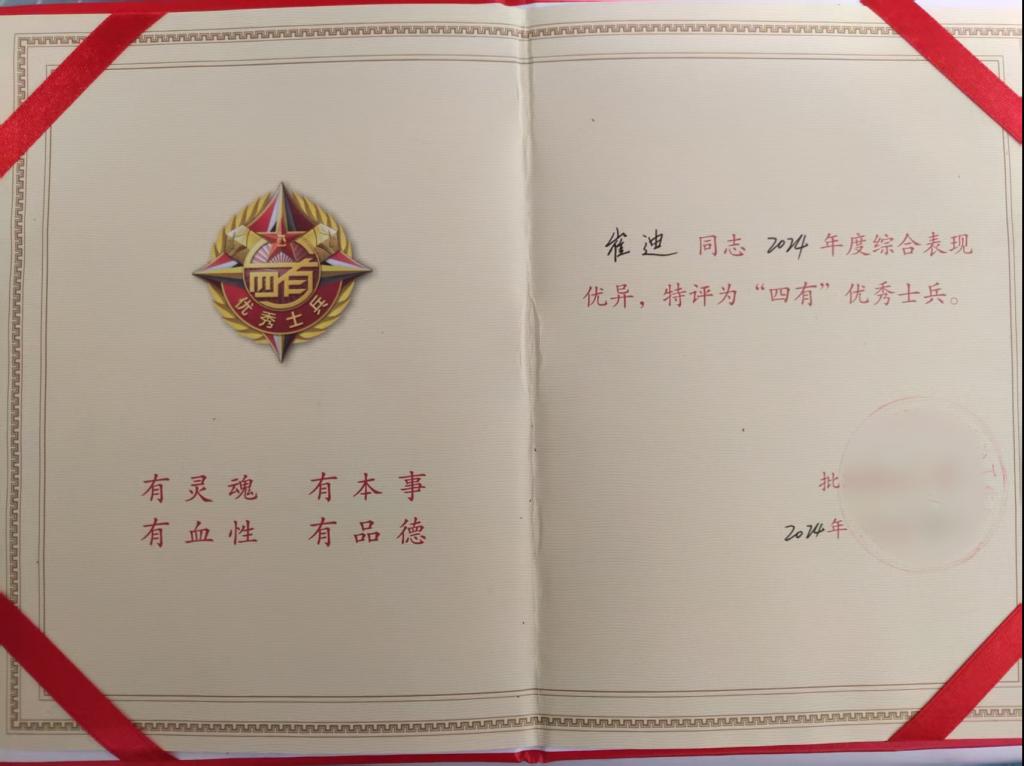 四有
优秀士兵
有灵魂 有本事
有血性 有品德
崔迪 同志 2024 年度综合表现
优异，特评为“四有”优秀士兵。
批
2024年